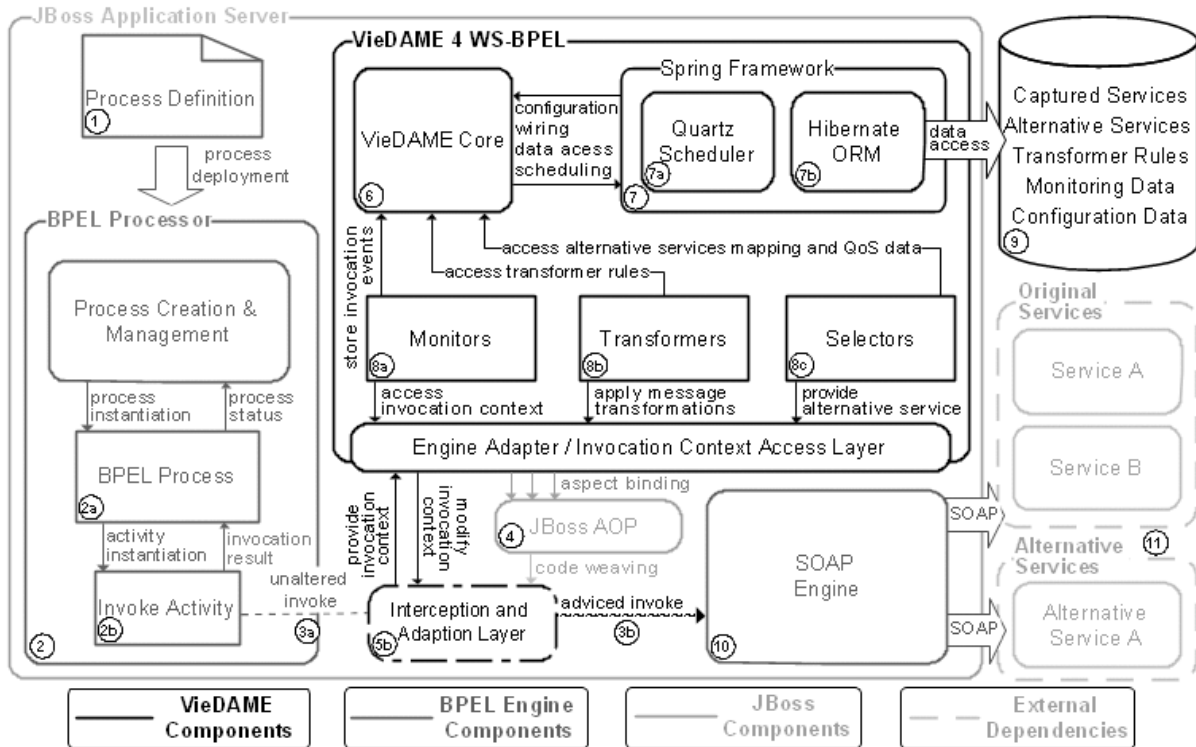 JBoss Application Server
Process Definition
1
process
deployment
BPEL Processor
Process Creation &
Management
process
instantiation
process
status
BPEL Process
2a
activity
instantiation
invocation
result
Invoke Activity
2b
2
3a
unaltered
invoke
VieDAME 4 WS-BPEL
VieDAME Core
6
configuration
wiring
data acess
scheduling
Spring Framework
Quartz
Scheduler
7a
Hibernate
ORM
7b
7
data
access
Captured Services
Alternative Services
Transformer Rules
Monitoring Data
Configuration Data
9
store invocation
events
access alternative services mapping and QoS data
access transformer rules
Monitors
8a
Transformers
8b
Selectors
8c
access
invocation context
apply message
transformations
provide
alternative service
Engine Adapter / Invocation Context Access Layer
provide
invocation
context
modify
invocation
context
aspect binding
JBoss AOP
4
code weaving
Interception and
Adaption Layer
5b
adviced invoke
3b
SOAP
Engine
10
SOAP
SOAP
Original
Services
Service A
Service B
11
Alternative
Services
Alternative
Service A
VieDAME
Components
BPEL Engine
Components
JBoss
Components
External
Dependencies